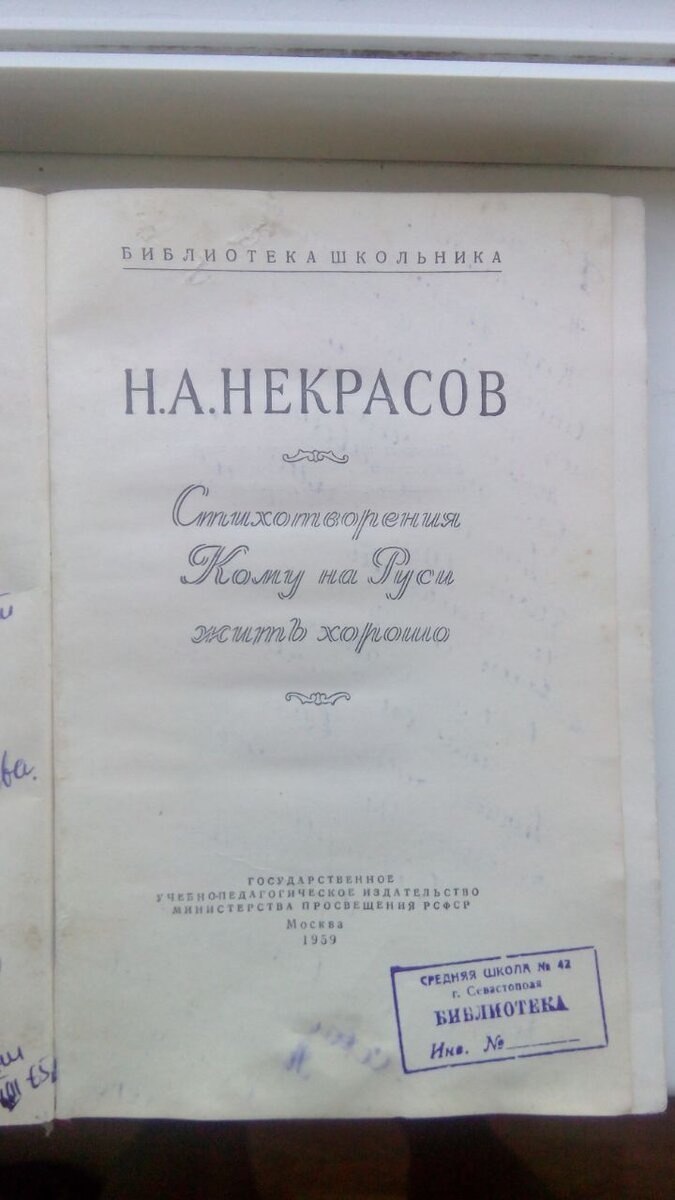 БИБЛИОТЕКА ШКОЛЬНИКА
Н.А.НЕКРАСОВ
Стихотворения
Кому на Руси
жить хорошо
ГОСУДАРСТВЕННОЕ
УЧЕБНО-ПЕДАГОГИЧЕСКОЕ ИЗДАТЕЛЬСТВО
МИНИСТЕРСТВА ПРОСВЕЩЕНИЯ РСФСР
Москва
1959
СРЕДНЯЯ ШКОЛА № 42
г. Севастополя
БИБЛИОТЕКА
Инв. №